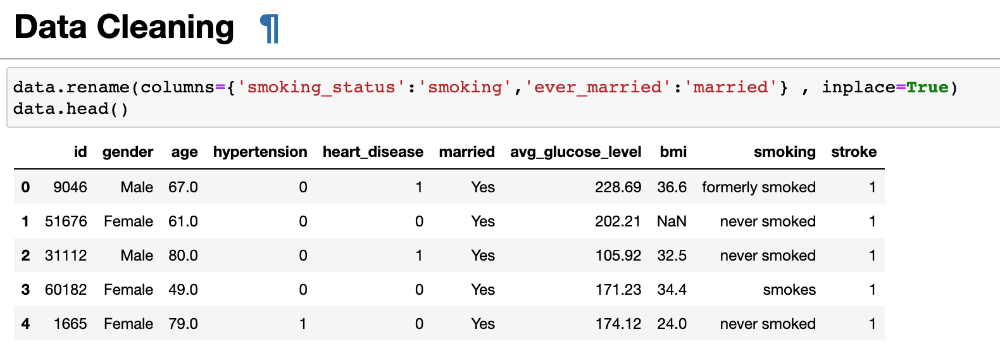 Data Cleaning ¶
data.rename(columns={'smoking_status':'smoking','ever_married':'married'} , inplace=True)
data.head()
id gender age hypertension heart_disease married avg_glucose_level bmi smoking stroke
0 9046 Male 67.0 0 1 Yes 228.69 36.6 formerly smoked 1
1 51676 Female 61.0 0 0 Yes 202.21 NaN never smoked 1
2 31112 Male 80.0 0 1 Yes 105.92 32.5 never smoked 1
3 60182 Female 49.0 0 0 Yes 171.23 34.4 smokes 1
4 1665 Female 79.0 1 0 Yes 174.12 24.0 never smoked 1